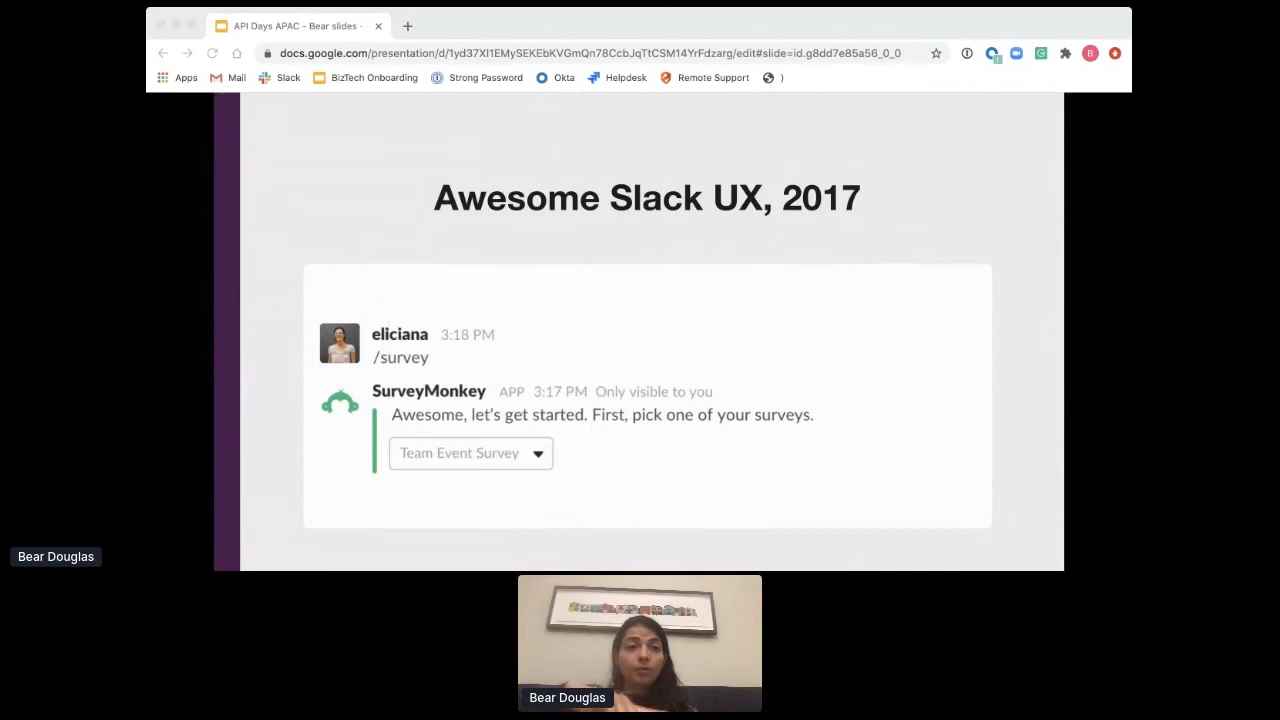 API Days APAC - Bear slides -
docs.google.com/presentation/d/1yd37XI1EMySEKEbKVGmQn78CcbJqTtCSM14YrFdzarg/edit#slide=id.g8dd7e85a56_0_0
B
1
Apps Mail Slack BizTech Onboarding Strong Password Okta Helpdesk Remote Support )
Awesome Slack UX, 2017
eliciana 3:18 PM
/survey
SurveyMonkey APP 3:17 PM Only visible to you
Awesome, let's get started. First, pick one of your surveys.
Team Event Survey
Bear Douglas
Bear Douglas